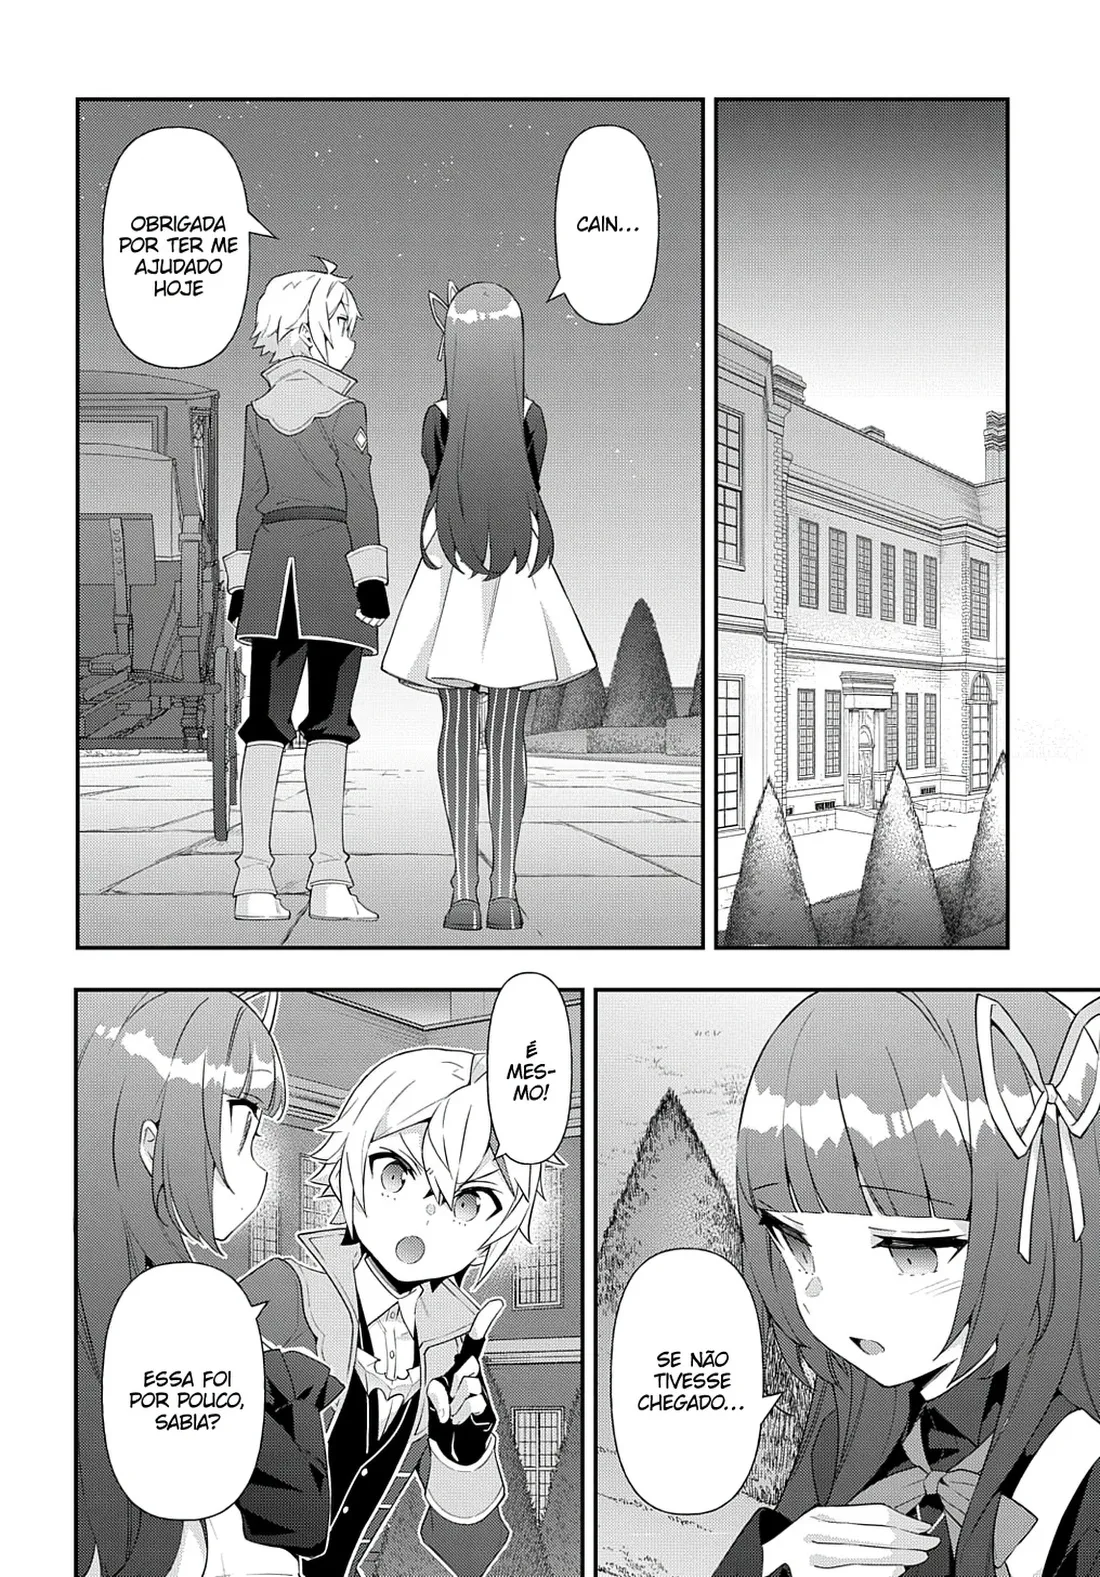 CAIN...
OBRIGADA
POR TER ME
AJUDADO
HOJE
SE NÃO
TIVESSE
CHEGADO...
É
MES-
MO!
ESSA FOI
POR POUCO,
SABIA?